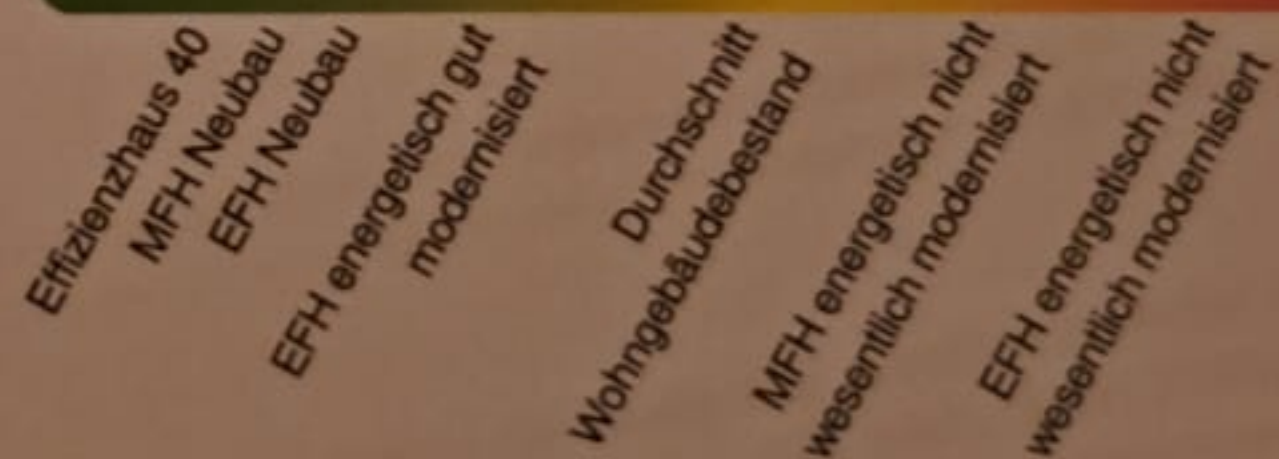 Effizienzhaus 40
MFH Neubau
EFH Neubau
EFH energetisch gut
modernisiert
Durchschnitt
Wohngebäudebestand
MFH energetisch nicht
wesentlich modernisiert
EFH energetisch nicht
wesentlich modernisiert